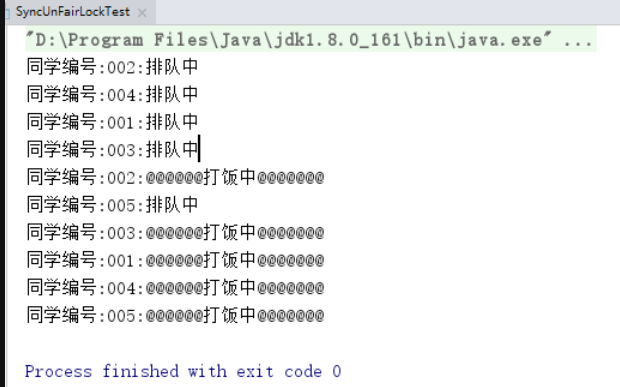 SyncUnFairLockTest ×
"D:\Program Files\Java\jdk1.8.0_161\bin\java.exe" ...
同学编号:002:排队中
同学编号:004:排队中
同学编号:001:排队中
同学编号:003:排队中
同学编号:002:@@@@@@打饭中@@@@@@@
同学编号:005:排队中
同学编号:003:@@@@@@打饭中@@@@@@@
同学编号:001:@@@@@@打饭中@@@@@@@
同学编号:004:@@@@@@打饭中@@@@@@@
同学编号:005:@@@@@@打饭中@@@@@@@
Process finished with exit code 0